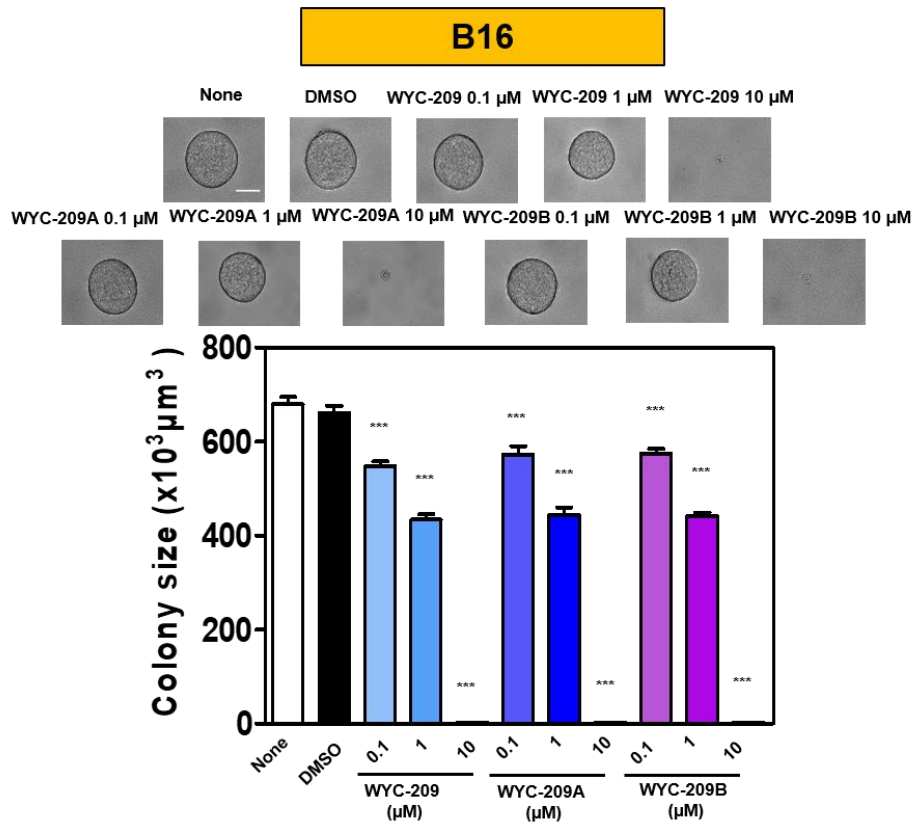 B16
None DMSO WYC-209 0.1 µM WYC-209 1 µM WYC-209 10 µM
WYC-209A 0.1 µM WYC-209A 1 µM WYC-209A 10 µM WYC-209B 0.1 µM WYC-209B 1 µM WYC-209B 10 µM
Colony size (x10³µm³ )
800
600
400
200
0
*** *** *** *** *** *** *** *** ***
None DMSO 0.1 1 10 0.1 1 10 0.1 1 10
WYC-209 WYC-209A WYC-209B
(µM) (µM) (µM)